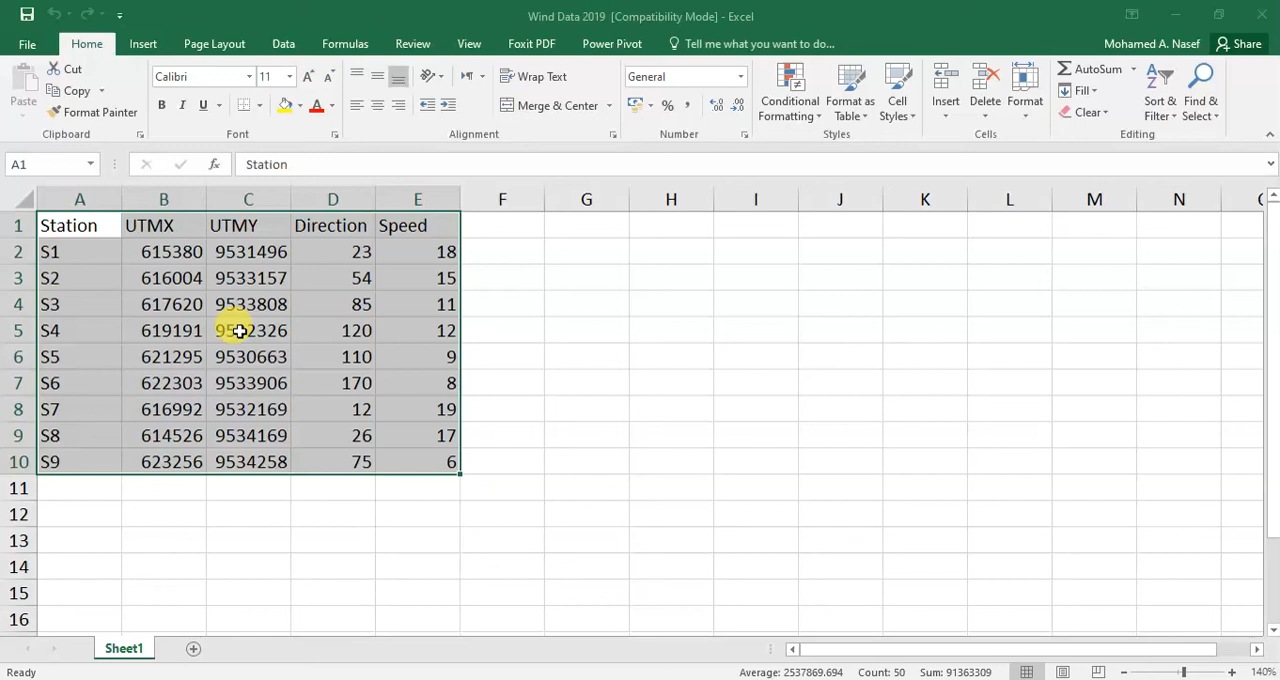 Wind Data 2019 [Compatibility Mode] - Excel
File Home Insert Page Layout Data Formulas Review View Foxit PDF Power Pivot Tell me what you want to do... Mohamed A. Nasef Share
Paste
Cut
Copy
Format Painter
Clipboard
Calibri 11
B I U
Font
Wrap Text
Merge & Center
Alignment
General
%
Number
Conditional Formatting
Format as Table
Cell Styles
Styles
Insert Delete Format
Cells
AutoSum
Fill
Clear
Sort & Filter
Find & Select
Editing
A1 fx Station
A B C D E F G H I J K L M N
1 Station UTMX UTMY Direction Speed
2 S1 615380 9531496 23 18
3 S2 616004 9533157 54 15
4 S3 617620 9533808 85 11
5 S4 619191 2326 120 12
6 S5 621295 9530663 110 9
7 S6 622303 9533906 170 8
8 S7 616992 9532169 12 19
9 S8 614526 9534169 26 17
10 S9 623256 9534258 75 6
11
12
13
14
15
16
Sheet1
Ready Average: 2537869.694 Count: 50 Sum: 91363309 140%